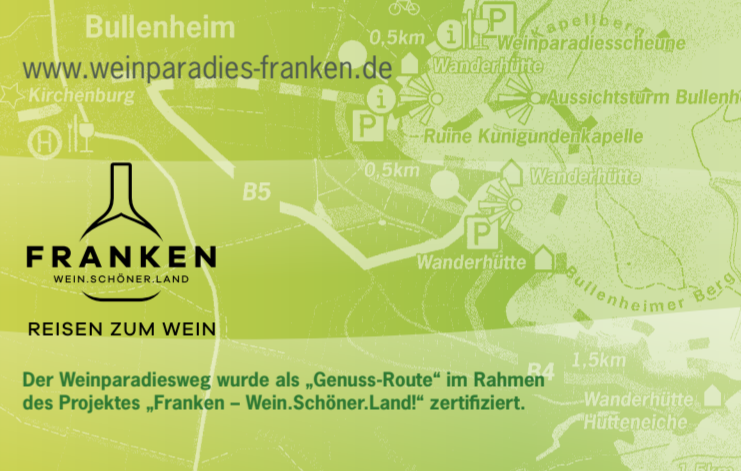 Bullenheim
0,5km
i
P
Kapellberg
Weinparadiesscheune
www.weinparadies-franken.de
Wanderhütte
Kirchenburg
i
Aussichtsturm
H
P
Ruine Kunigundenkapelle
0,5km
B5
Wanderhütte
P
FRANKEN
WEIN.SCHÖNER.LAND
Wanderhütte
Bullenheimer Berg
REISEN ZUM WEIN
B4
1,5km
Der Weinparadiesweg wurde als „Genuss-Route“ im Rahmen
des Projektes „Franken – Wein.Schöner.Land!“ zertifiziert.
Wanderhütte
Hütteneiche